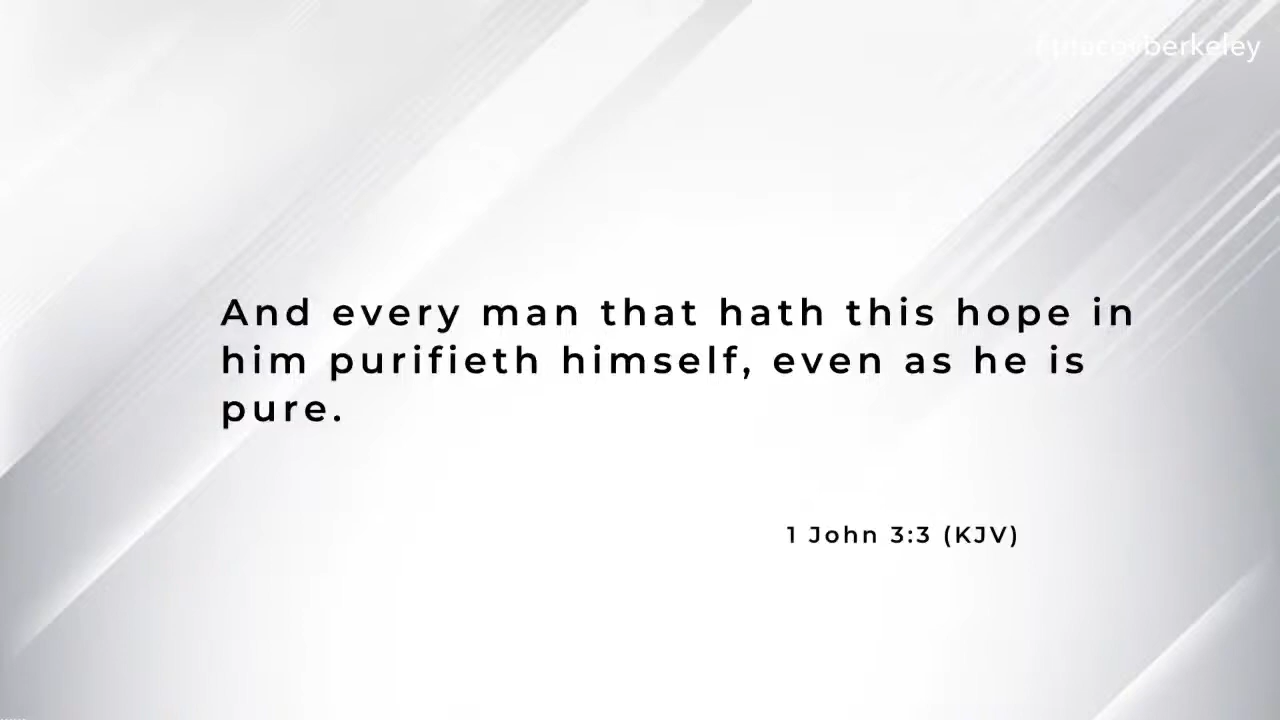 And every man that hath this hope in
him purifieth himself, even as he is
pure.
1 John 3:3 (KJV)